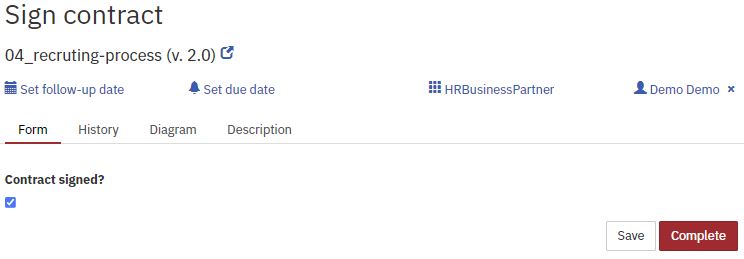 Sign contract
04_recruting-process (v. 2.0)
Set follow-up date Set due date HRBusinessPartner Demo Demo ×
Form History Diagram Description
Contract signed?
Save Complete